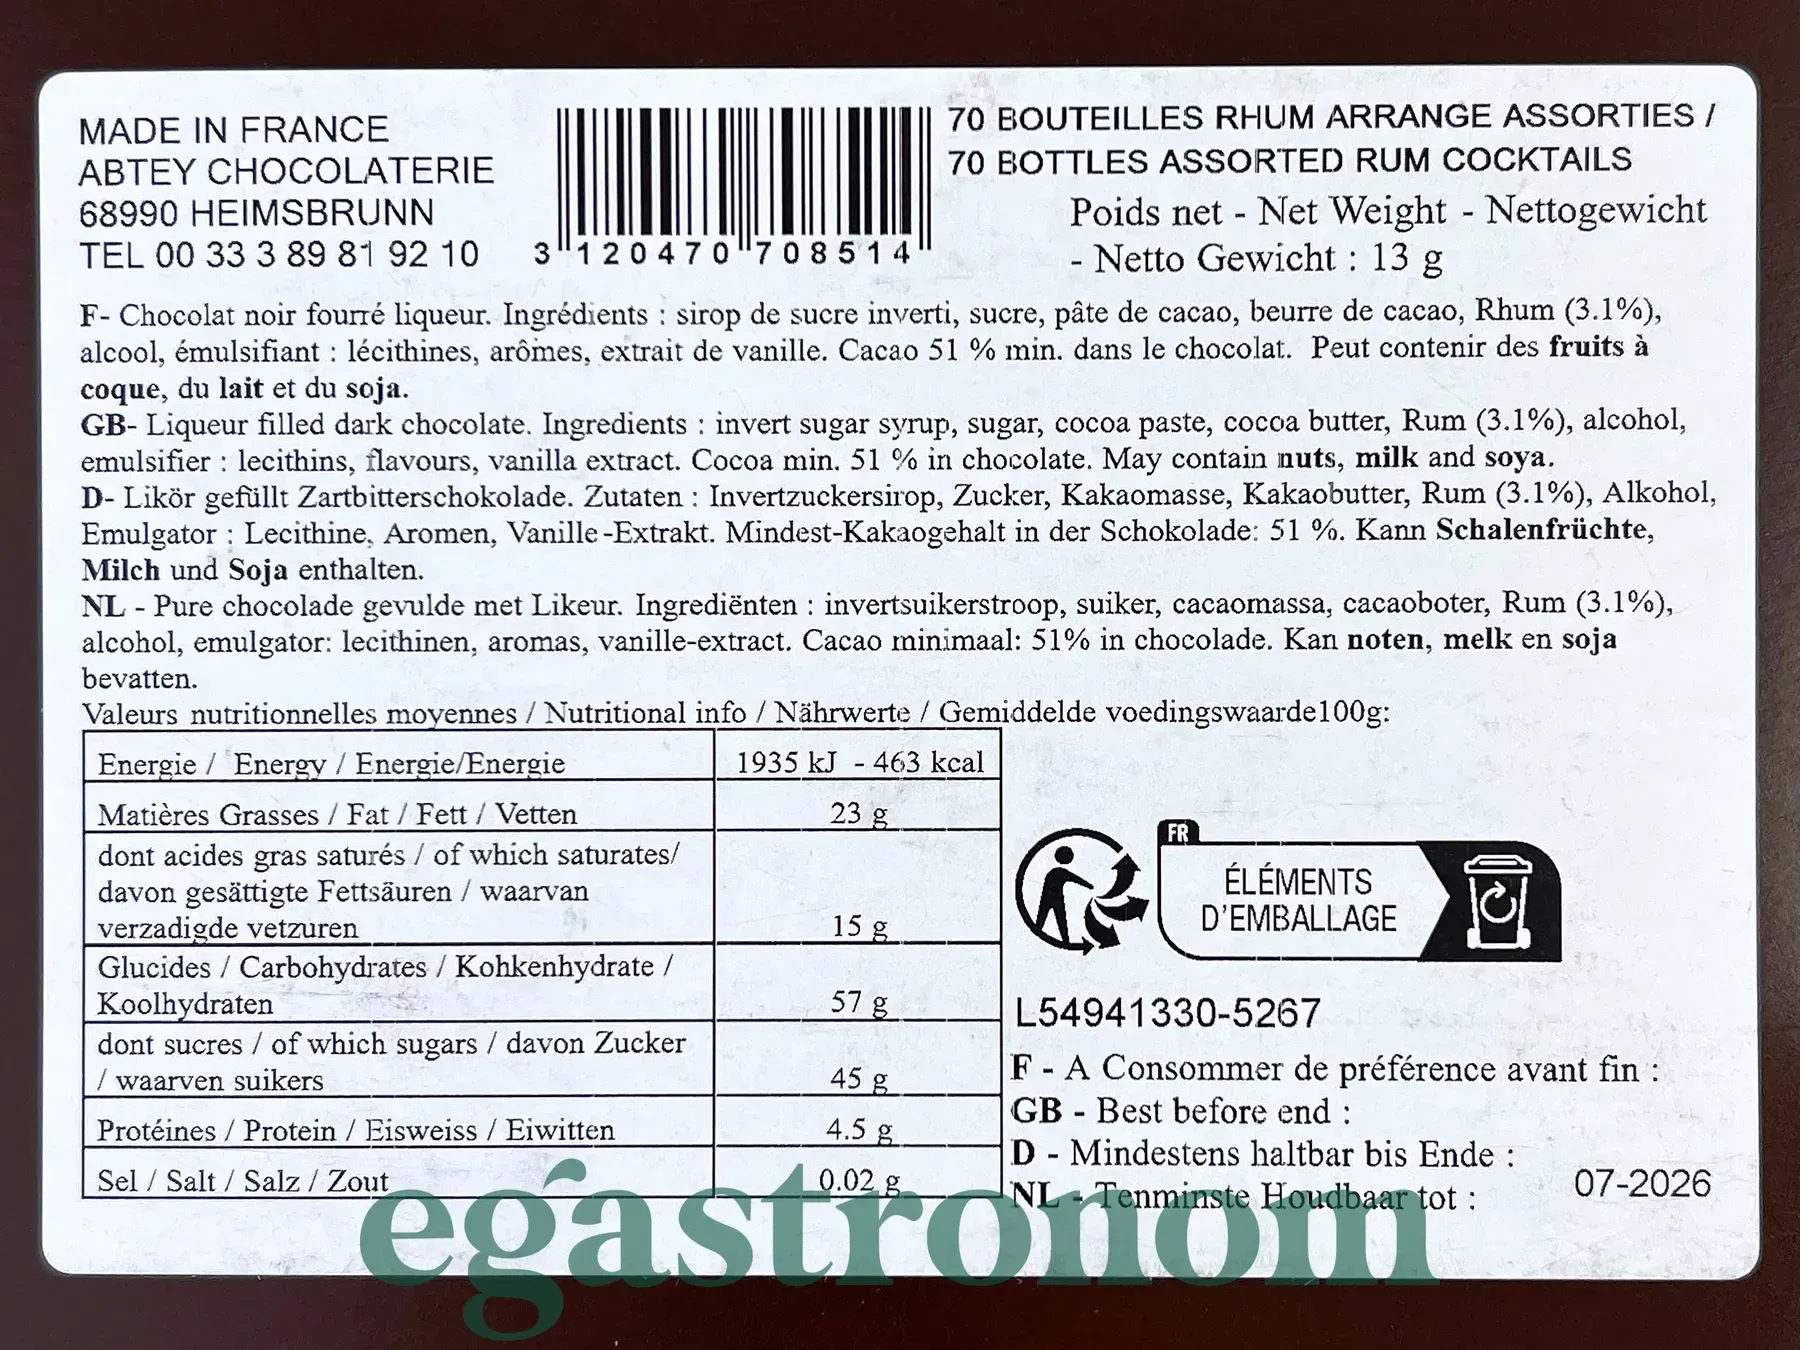 MADE IN FRANCE
ABTEY CHOCOLATERIE
68990 HEIMSBRUNN
TEL 00 33 3 89 81 92 10
3 120470 708514
70 BOUTEILLES RHUM ARRANGE ASSORTIES /
70 BOTTLES ASSORTED RUM COCKTAILS
Poids net - Net Weight - Nettogewicht
- Netto Gewicht : 13 g
F- Chocolat noir fourré liqueur. Ingrédients : sirop de sucre inverti, sucre, pâte de cacao, beurre de cacao, Rhum (3.1%),
alcool, émulsifiant : lécithines, arômes, extrait de vanille. Cacao 51 % min. dans le chocolat. Peut contenir des fruits à
coque, du lait et du soja.
GB- Liqueur filled dark chocolate. Ingredients : invert sugar syrup, sugar, cocoa paste, cocoa butter, Rum (3.1%), alcohol,
emulsifier : lecithins, flavours, vanilla extract. Cocoa min. 51 % in chocolate. May contain nuts, milk and soya.
D- Likör gefüllt Zartbitterschokolade. Zutaten : Invertzuckersirop, Zucker, Kakaomasse, Kakaobutter, Rum (3.1%), Alkohol,
Emulgator : Lecithine, Aromen, Vanille-Extrakt. Mindest-Kakaogehalt in der Schokolade: 51 %. Kann Schalenfrüchte,
Milch und Soja enthalten.
NL - Pure chocolade gevulde met Likeur. Ingrediënten : invertsuikerstroop, suiker, cacaomassa, cacaoboter, Rum (3.1%),
alcohol, emulgator: lecithinen, aromas, vanille-extract. Cacao minimaal: 51% in chocolade. Kan noten, melk en soja
bevatten.
Valeurs nutritionnelles moyennes / Nutritional info / Nährwerte / Gemiddelde voedingswaarde100g:
Energie / Energy / Energie/Energie 1935 kJ - 463 kcal
Matières Grasses / Fat / Fett / Vetten 23 g
dont acides gras saturés / of which saturates/
davon gesättigte Fettsäuren / waarvan
verzadigde vetzuren 15 g
Glucides / Carbohydrates / Kohkenhydrate /
Koolhydraten 57 g
dont sucres / of which sugars / davon Zucker
/ waarven suikers 45 g
Protéines / Protein / Eisweiss / Eiwitten 4.5 g
Sel / Salt / Salz / Zout 0.02 g
FR
ÉLÉMENTS
D'EMBALLAGE
L54941330-5267
F - A Consommer de préférence avant fin :
GB - Best before end :
D - Mindestens haltbar bis Ende :
NL - Tenminste Houdbaar tot : 07-2026
egastronom